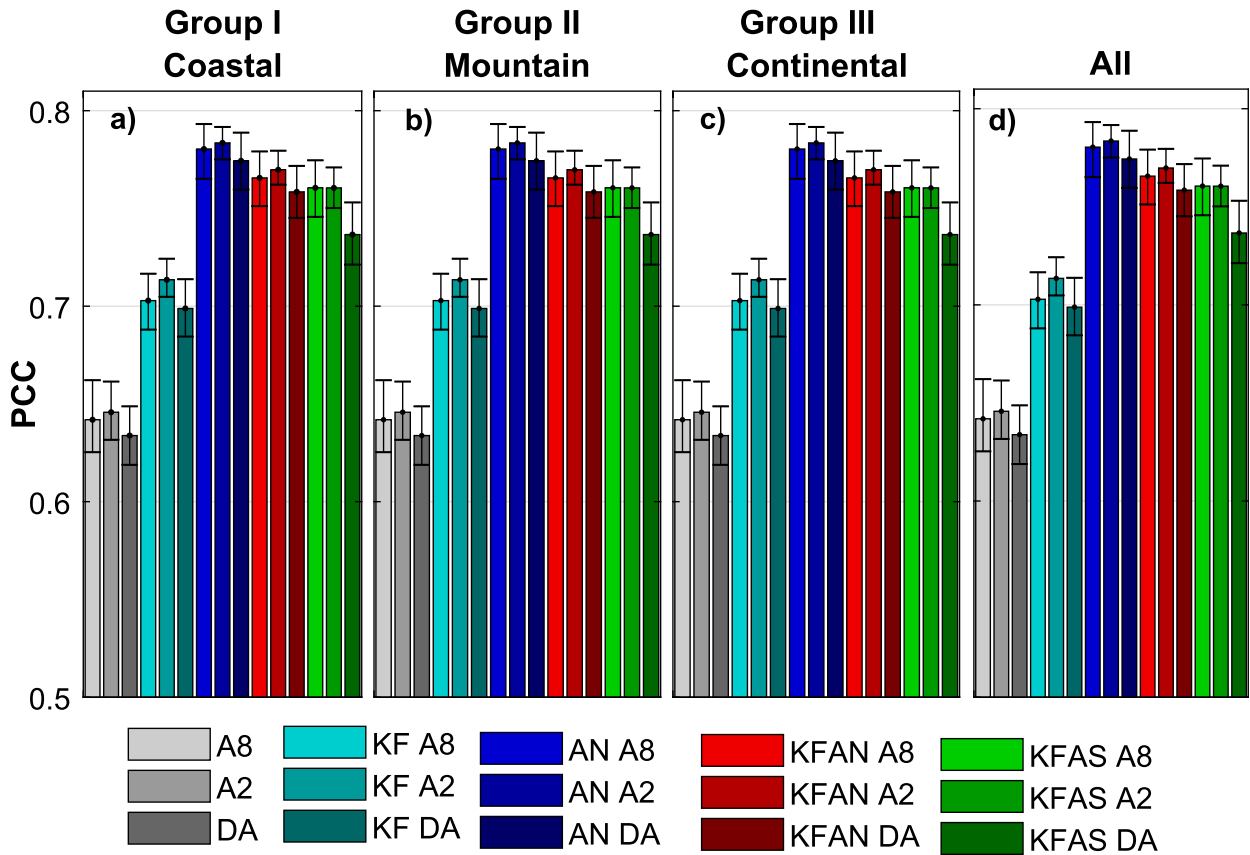 Group I
Coastal
Group II
Mountain
Group III
Continental
All
a)
b)
c)
d)
0.8
0.7
0.6
0.5
PCC
A8
A2
DA
KF A8
KF A2
KF DA
AN A8
AN A2
AN DA
KFAN A8
KFAN A2
KFAN DA
KFAS A8
KFAS A2
KFAS DA